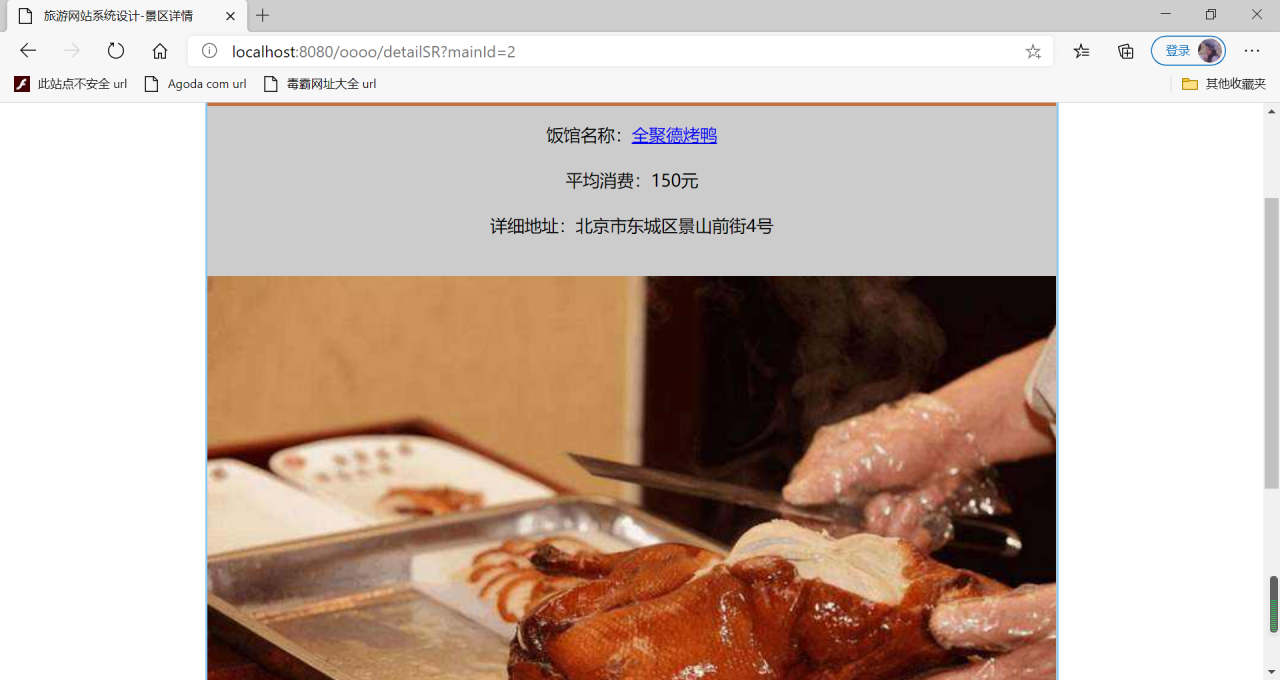 旅游网站系统设计-景区详情
localhost:8080/oooo/detailSR?mainId=2
登录
此站点不安全 url
Agoda com url
毒霸网址大全 url
其他收藏夹
饭馆名称：全聚德烤鸭
平均消费：150元
详细地址：北京市东城区景山前街4号